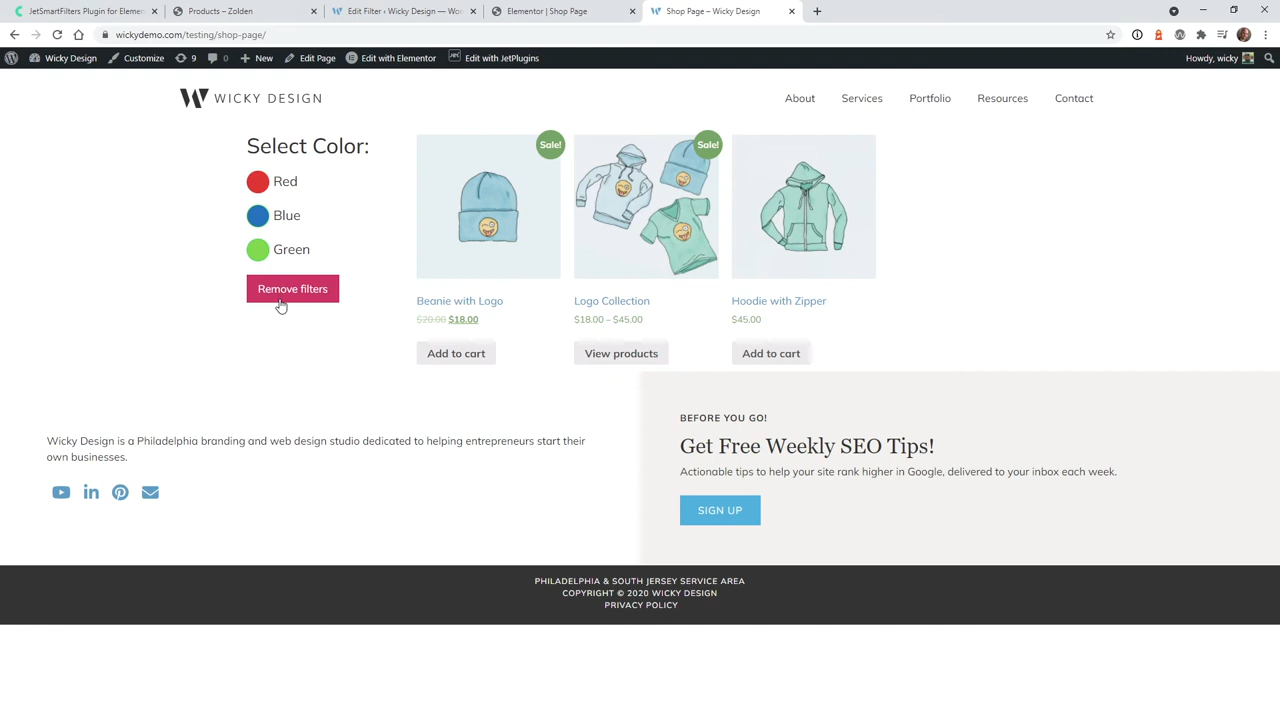 JetSmartFilters Plugin for Eleme
Products – Zolden
Edit Filter ‹ Wicky Design — Wo
Elementor | Shop Page
Shop Page – Wicky Design
wickydemo.com/testing/shop-page/
Wicky Design
Customize
9
0
New
Edit Page
Edit with Elementor
Edit with JetPlugins
Howdy, wicky
WICKY DESIGN
About
Services
Portfolio
Resources
Contact
Select Color:
Red
Blue
Green
Remove filters
Sale!
Sale!
Beanie with Logo
$20.00 $18.00
Add to cart
Logo Collection
$18.00 – $45.00
View products
Hoodie with Zipper
$45.00
Add to cart
Wicky Design is a Philadelphia branding and web design studio dedicated to helping entrepreneurs start their
own businesses.
BEFORE YOU GO!
Get Free Weekly SEO Tips!
Actionable tips to help your site rank higher in Google, delivered to your inbox each week.
SIGN UP
PHILADELPHIA & SOUTH JERSEY SERVICE AREA
COPYRIGHT © 2020 WICKY DESIGN
PRIVACY POLICY